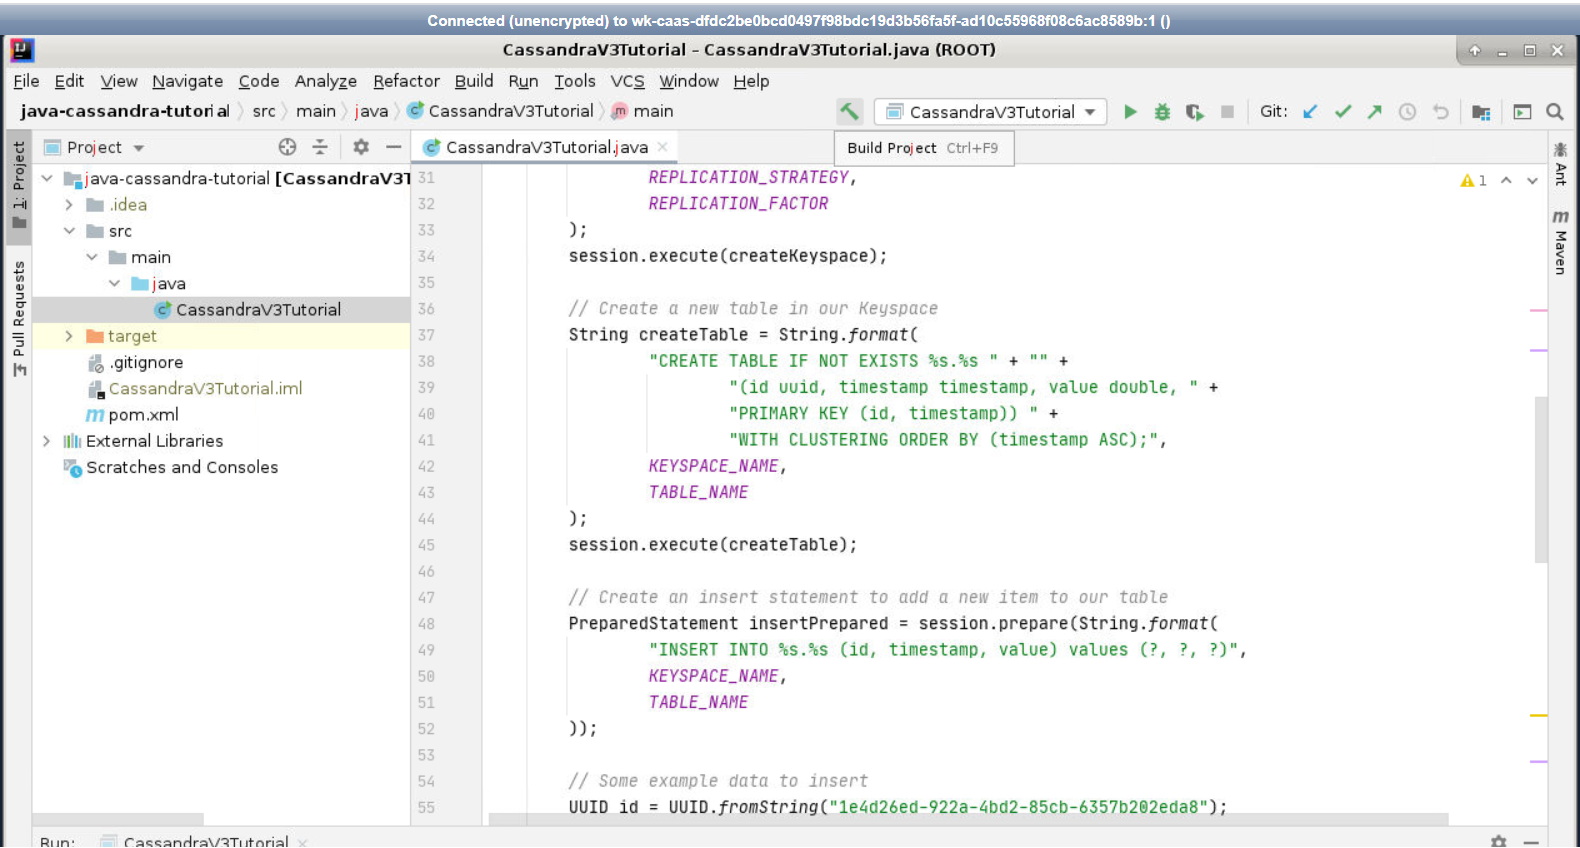 Connected (unencrypted) to wk-caas-dfdc2be0bcd0497f98bdc19d3b56fa5f-ad10c55968f08c6ac8589b:1 ()
CassandraV3Tutorial - CassandraV3Tutorial.java (ROOT)
File Edit View Navigate Code Analyze Refactor Build Run Tools VCS Window Help
java-cassandra-tutorial src main java CassandraV3Tutorial main CassandraV3Tutorial Git:
Project CassandraV3Tutorial.java Build Project Ctrl+F9
1: Project
Pull Requests
java-cassandra-tutorial [CassandraV3T
.idea
src
main
java
CassandraV3Tutorial
target
.gitignore
CassandraV3Tutorial.iml
pom.xml
External Libraries
Scratches and Consoles
31 REPLICATION_STRATEGY,
32 REPLICATION_FACTOR
33 );
34 session.execute(createKeyspace);
35
36 // Create a new table in our Keyspace
37 String createTable = String.format(
38 "CREATE TABLE IF NOT EXISTS %s.%s " + "" +
39 "(id uuid, timestamp timestamp, value double, " +
40 "PRIMARY KEY (id, timestamp)) " +
41 "WITH CLUSTERING ORDER BY (timestamp ASC);",
42 KEYSPACE_NAME,
43 TABLE_NAME
44 );
45 session.execute(createTable);
46
47 // Create an insert statement to add a new item to our table
48 PreparedStatement insertPrepared = session.prepare(String.format(
49 "INSERT INTO %s.%s (id, timestamp, value) values (?, ?, ?)",
50 KEYSPACE_NAME,
51 TABLE_NAME
52 ));
53
54 // Some example data to insert
55 UUID id = UUID.fromString("1e4d26ed-922a-4bd2-85cb-6357b202eda8");
1
Ant
m Maven
Run: CassandraV3Tutorial